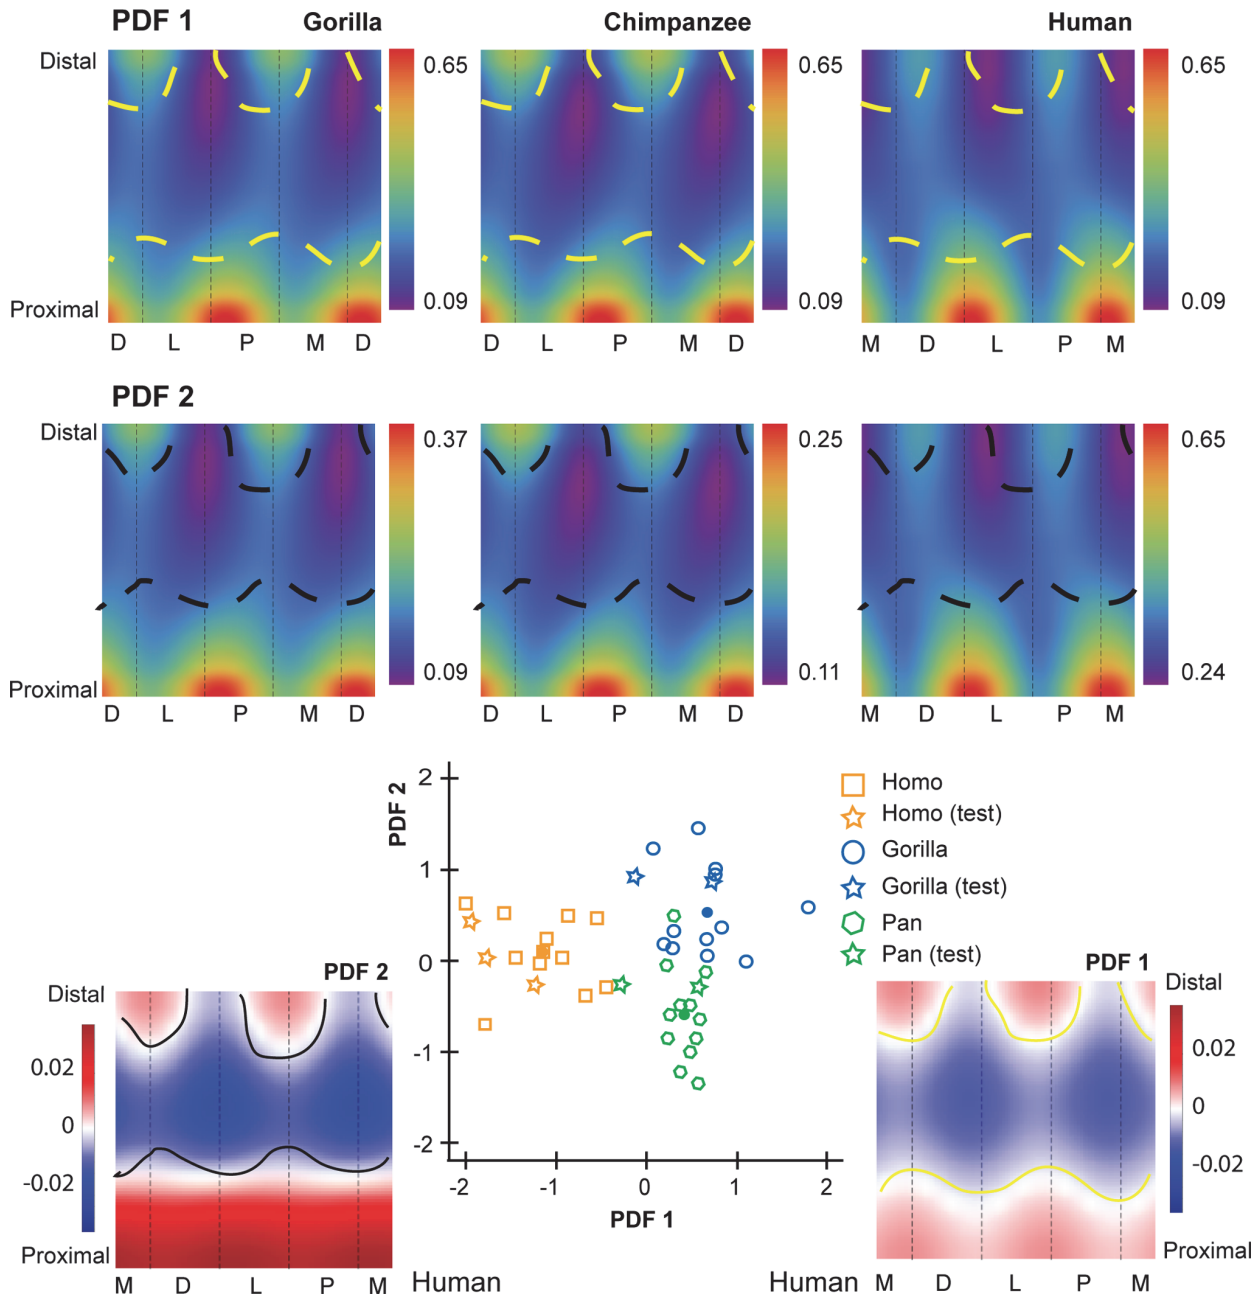 PDF 1 Gorilla Chimpanzee Human
Distal 0.65 0.65 0.65
Proximal 0.09 0.09 0.09
D L P M D D L P M D M D L P M
PDF 2
Distal 0.37 0.25 0.65
Proximal 0.09 0.11 0.24
D L P M D D L P M D M D L P M
PDF 2
2
1
0
-1
-2
-2 -1 0 1 2
PDF 1
Homo
Homo (test)
Gorilla
Gorilla (test)
Pan
Pan (test)
PDF 2
Distal
0.02
0
-0.02
Proximal
M D L P M
Human
Human
PDF 1
Distal
0.02
0
-0.02
Proximal
M D L P M